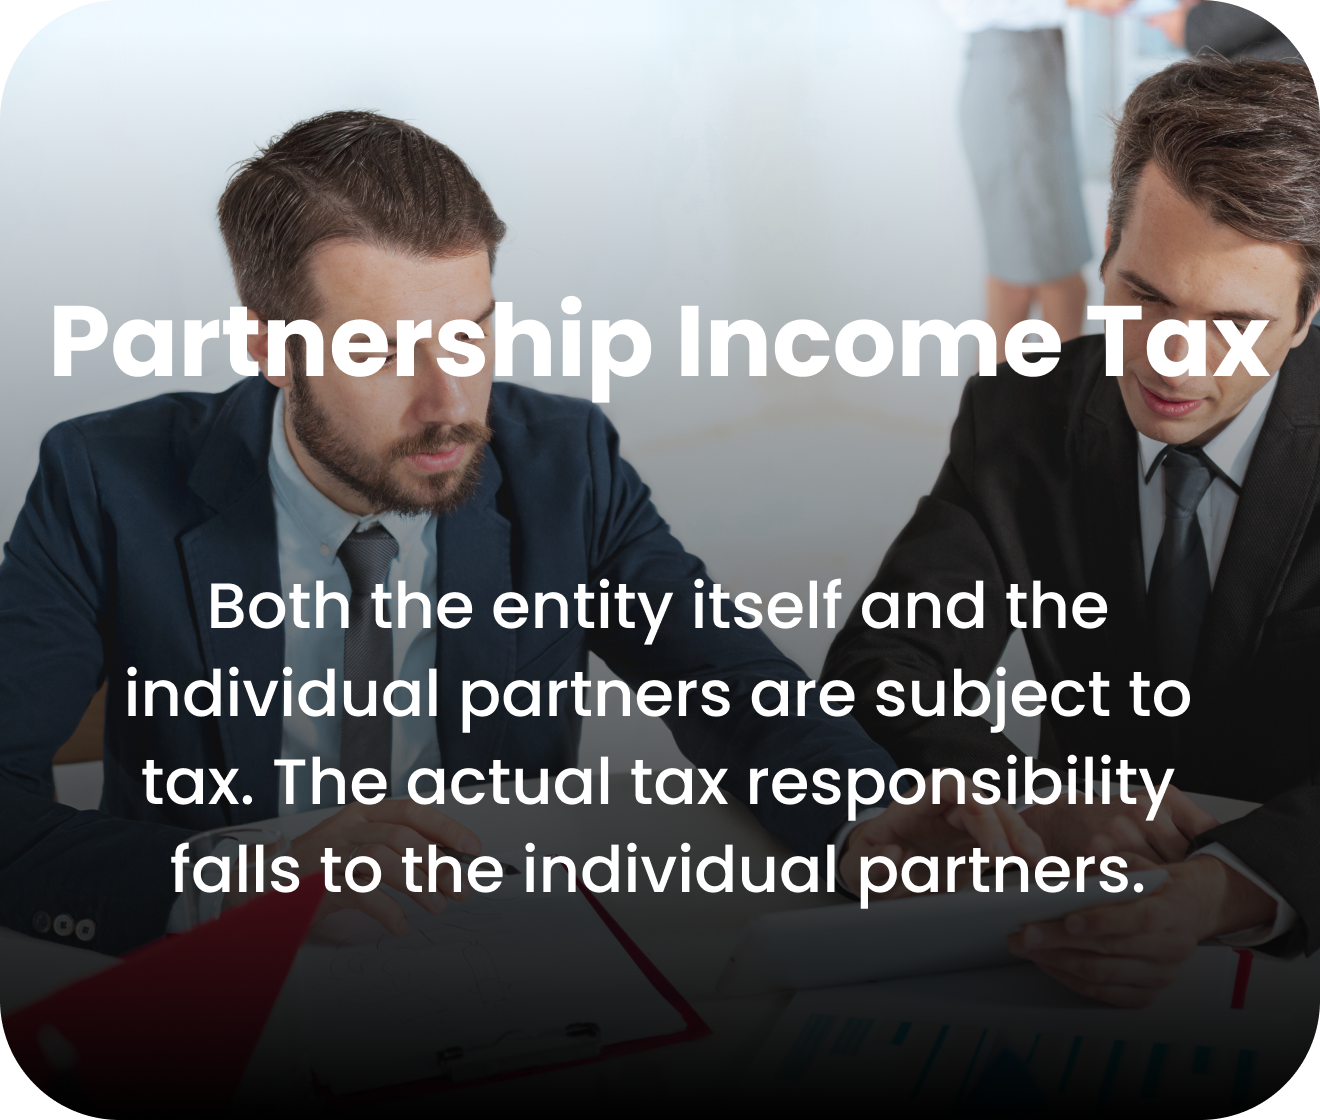 Partnership Income Tax
Both the entity itself and the
individual partners are subject to
tax. The actual tax responsibility
falls to the individual partners.